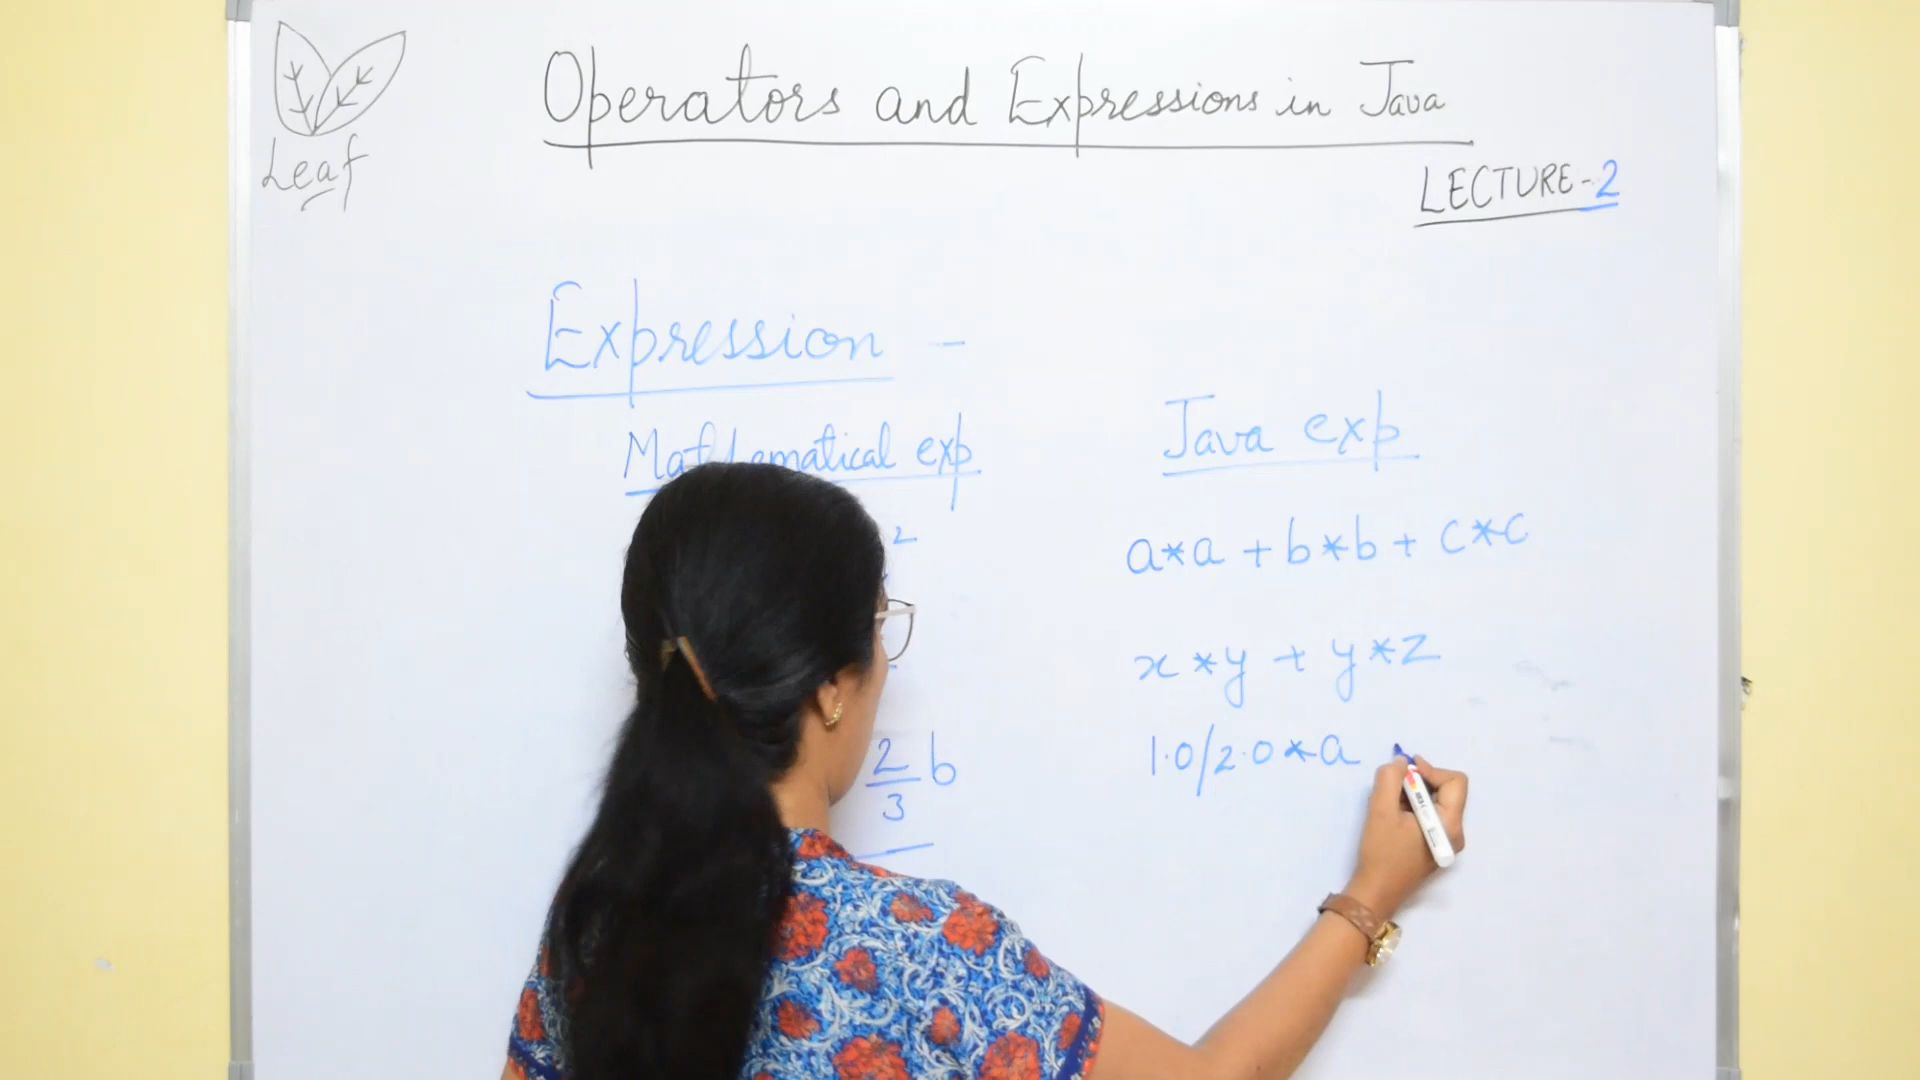 Operators and Expressions in Java
Leaf
LECTURE-2
Expression -
Mathematical exp
Java exp
2
a*a + b*b + c*c
x*y + y*z
2/3 b
1.0/2.0*a